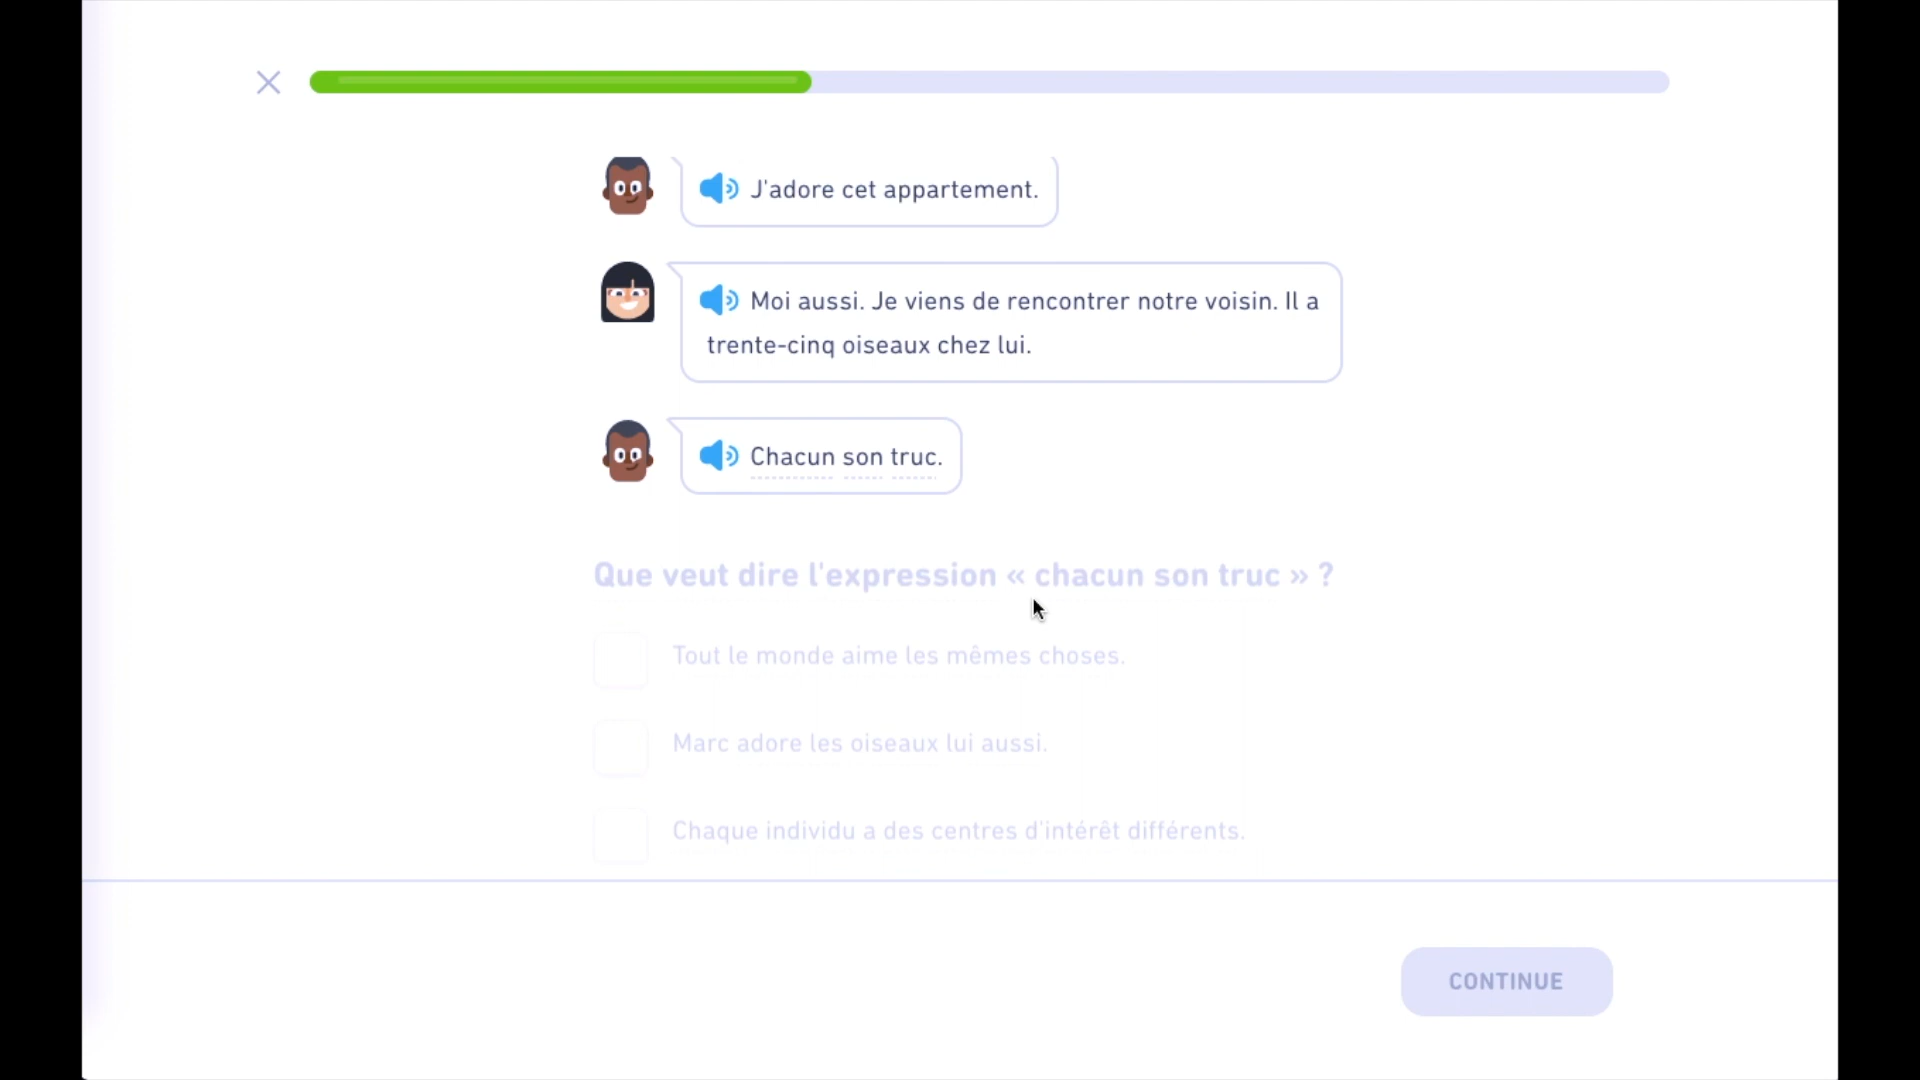 J'adore cet appartement.
Moi aussi. Je viens de rencontrer notre voisin. Il a
trente-cinq oiseaux chez lui.
Chacun son truc.
Que veut dire l'expression « chacun son truc » ?
Tout le monde aime les mêmes choses.
Marc adore les oiseaux lui aussi.
Chaque individu a des centres d'intérêt différents.
CONTINUE